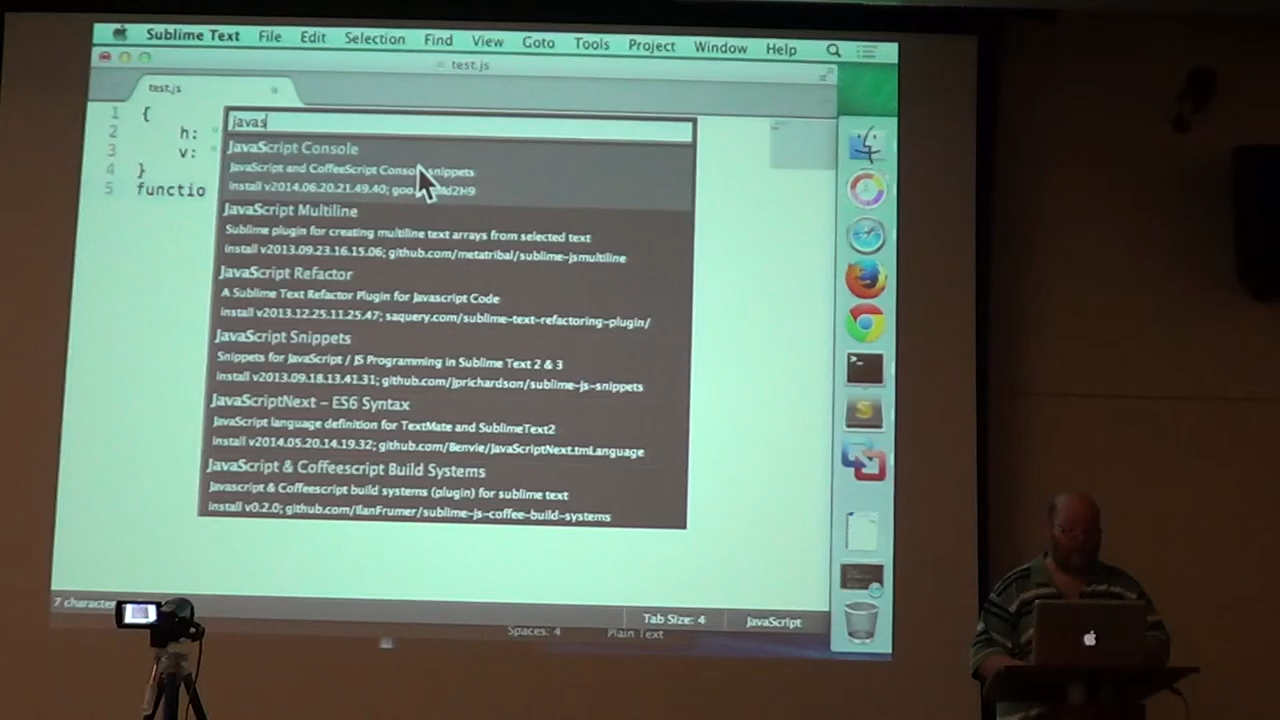 Sublime Text File Edit Selection Find View Goto Tools Project Window Help
test.js
test.js
javas
1 {
2 h:
3 v:
4 }
5 functio
JavaScript Console
JavaScript and CoffeeScript snippets
install v2014.06.20.21.49.40;
JavaScript Multiline
Sublime plugin for creating multiline text arrays from selected text
install v2013.09.23.16.15.06; github.com/metatribal/sublime-jsmultiline
JavaScript Refactor
A Sublime Text Refactor Plugin for Javascript Code
install v2013.12.25.11.25.47; saquery.com/sublime-text-refactoring-plugin/
JavaScript Snippets
Snippets for JavaScript / JS Programming in Sublime Text 2 & 3
install v2013.09.18.13.41.31; github.com/jprichardson/sublime-js-snippets
JavaScriptNext - ES6 Syntax
JavaScript language definition for TextMate and SublimeText2
install v2014.05.20.14.19.32; github.com/Benvie/JavaScriptNext.tmLanguage
JavaScript & Coffeescript Build Systems
Javascript & Coffeescript build systems (plugin) for sublime text
install v0.2.0; github.com/IlanFrumer/sublime-js-coffee-build-systems
7 characte
Tab Size: 4 JavaScript
Spaces: 4 Plain Text